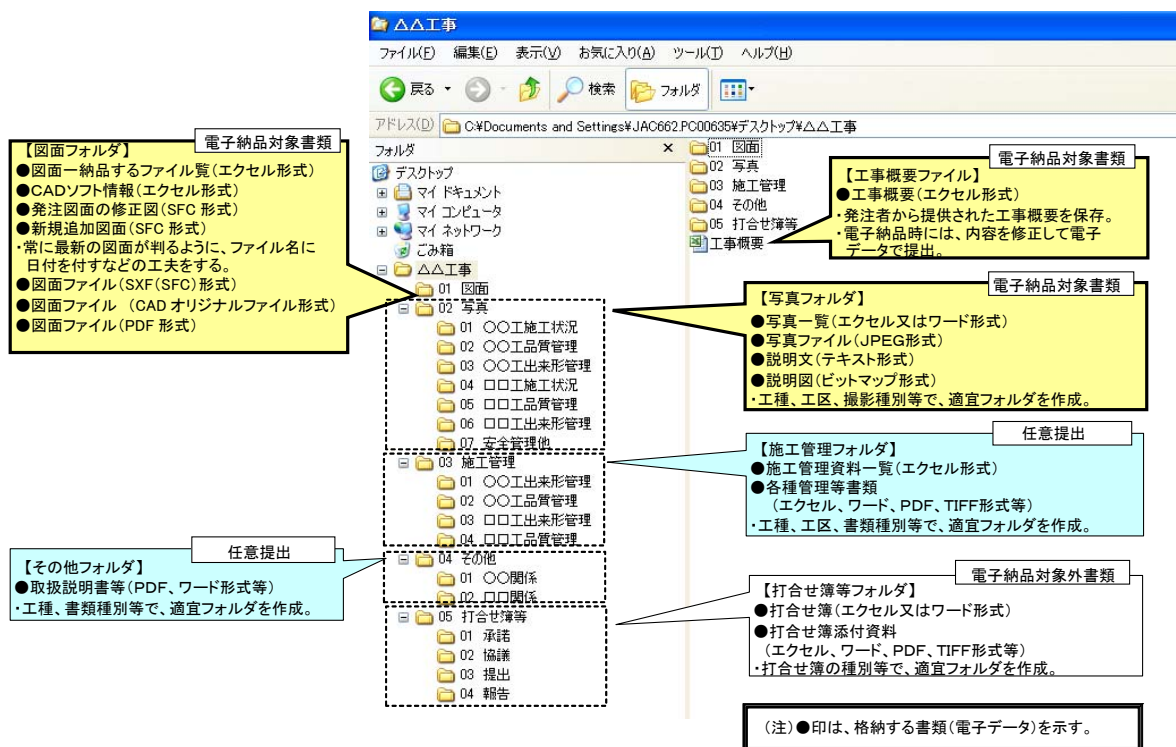 △△工事
ファイル(F) 編集(E) 表示(V) お気に入り(A) ツール(T) ヘルプ(H)
戻る 検索 フォルダ
アドレス(D) C:¥Documents and Settings¥JAC662.PC00635¥デスクトップ¥△△工事
フォルダ ×
デスクトップ
マイ ドキュメント
マイ コンピュータ
マイ ネットワーク
ごみ箱
△△工事
01 図面
02 写真
01 〇〇工施工状況
02 〇〇工品質管理
03 〇〇工出来形管理
04 □□工施工状況
05 □□工品質管理
06 □□工出来形管理
07 安全管理他
03 施工管理
01 〇〇工出来形管理
02 〇〇工品質管理
03 □□工出来形管理
04 □□工品質管理
04 その他
01 〇〇関係
02 □□関係
05 打合せ簿等
01 承諾
02 協議
03 提出
04 報告
01 図面
02 写真
03 施工管理
04 その他
05 打合せ簿等
工事概要
電子納品対象書類
【図面フォルダ】
●図面一納品するファイル覧(エクセル形式)
●CADソフト情報(エクセル形式)
●発注図面の修正図(SFC 形式)
●新規追加図面(SFC 形式)
・常に最新の図面が判るように、ファイル名に
日付を付すなどの工夫をする。
●図面ファイル(SXF(SFC)形式)
●図面ファイル (CAD オリジナルファイル形式)
●図面ファイル(PDF 形式)
電子納品対象書類
【工事概要ファイル】
●工事概要(エクセル形式)
・発注者から提供された工事概要を保存。
・電子納品時には、内容を修正して電子
データで提出。
電子納品対象書類
【写真フォルダ】
●写真一覧(エクセル又はワード形式)
●写真ファイル(JPEG形式)
●説明文(テキスト形式)
●説明図(ビットマップ形式)
・工種、工区、撮影種別等で、適宜フォルダを作成。
任意提出
【施工管理フォルダ】
●施工管理資料一覧(エクセル形式)
●各種管理等書類
(エクセル、ワード、PDF、TIFF形式等)
・工種、工区、書類種別等で、適宜フォルダを作成。
任意提出
【その他フォルダ】
●取扱説明書等(PDF、ワード形式等)
・工種、書類種別等で、適宜フォルダを作成。
電子納品対象外書類
【打合せ簿等フォルダ】
●打合せ簿(エクセル又はワード形式)
●打合せ簿添付資料
(エクセル、ワード、PDF、TIFF形式等)
・打合せ簿の種別等で、適宜フォルダを作成。
(注)●印は、格納する書類(電子データ)を示す。